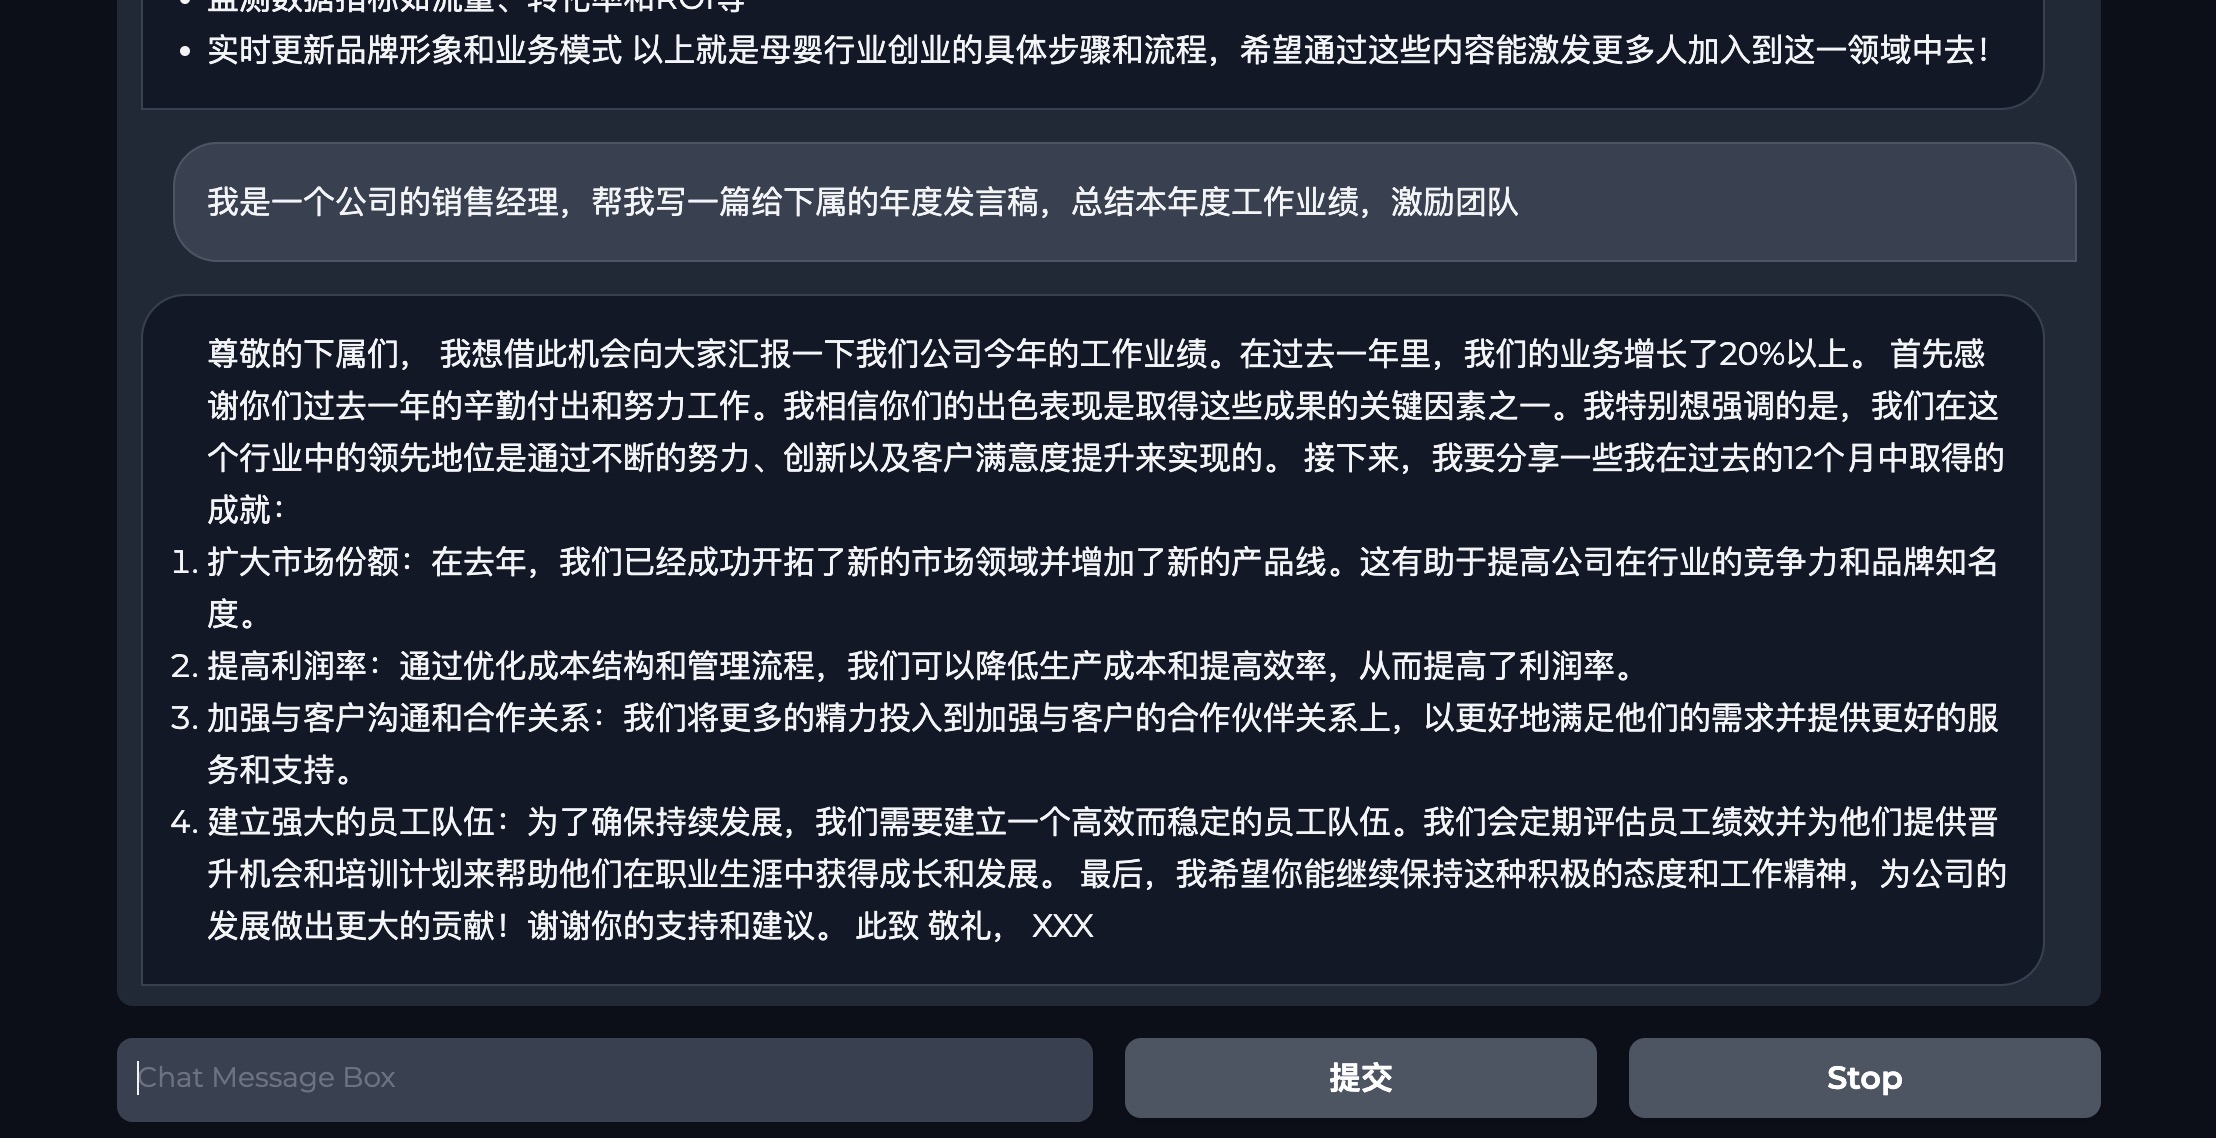 监测数据指标如流量、转化率和ROI等
实时更新品牌形象和业务模式 以上就是母婴行业创业的具体步骤和流程，希望通过这些内容能激发更多人加入到这一领域中去！
我是一个公司的销售经理，帮我写一篇给下属的年度发言稿，总结本年度工作业绩，激励团队
尊敬的下属们， 我想借此机会向大家汇报一下我们公司今年的工作业绩。在过去一年里，我们的业务增长了20%以上。 首先感
谢你们过去一年的辛勤付出和努力工作。我相信你们的出色表现是取得这些成果的关键因素之一。我特别想强调的是，我们在这
个行业中的领先地位是通过不断的努力、创新以及客户满意度提升来实现的。 接下来，我要分享一些我在过去的12个月中取得的
成就：
1. 扩大市场份额：在去年，我们已经成功开拓了新的市场领域并增加了新的产品线。这有助于提高公司在行业的竞争力和品牌知名
度。
2. 提高利润率：通过优化成本结构和管理流程，我们可以降低生产成本和提高效率，从而提高了利润率。
3. 加强与客户沟通和合作关系：我们将更多的精力投入到加强与客户的合作伙伴关系上，以更好地满足他们的需求并提供更好的服
务和支持。
4. 建立强大的员工队伍：为了确保持续发展，我们需要建立一个高效而稳定的员工队伍。我们会定期评估员工绩效并为他们提供晋
升机会和培训计划来帮助他们在职业生涯中获得成长和发展。 最后，我希望你能继续保持这种积极的态度和工作精神，为公司的
发展做出更大的贡献！谢谢你的支持和建议。 此致 敬礼， XXX
Chat Message Box
提交
Stop